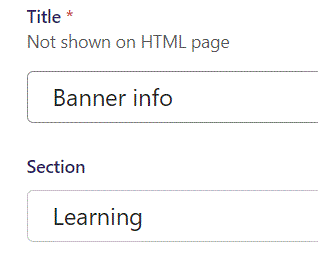 Title *
Not shown on HTML page
Banner info
Section
Learning